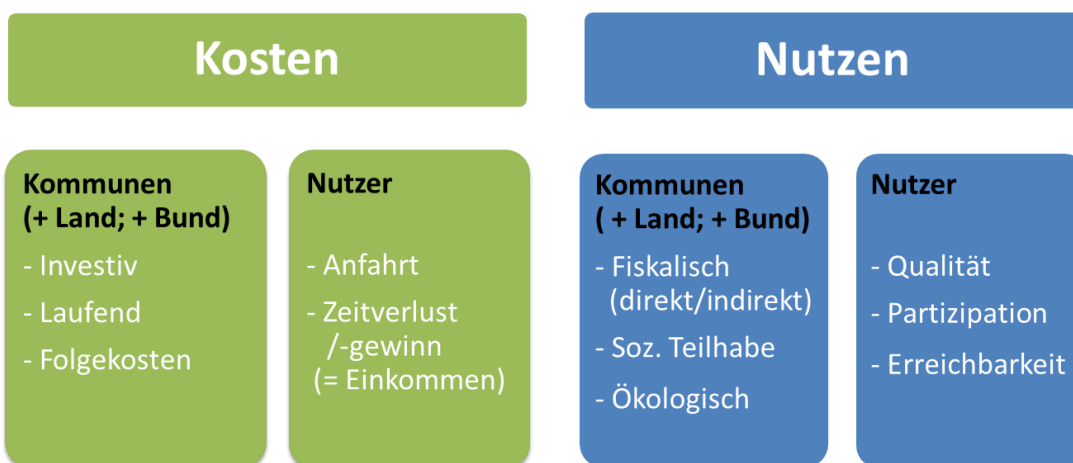 Kosten
Nutzen
Kommunen
(+ Land; + Bund)
- Investiv
- Laufend
- Folgekosten
Nutzer
- Anfahrt
- Zeitverlust
/-gewinn
(= Einkommen)
Kommunen
( + Land; + Bund)
- Fiskalisch
(direkt/indirekt)
- Soz. Teilhabe
- Ökologisch
Nutzer
- Qualität
- Partizipation
- Erreichbarkeit